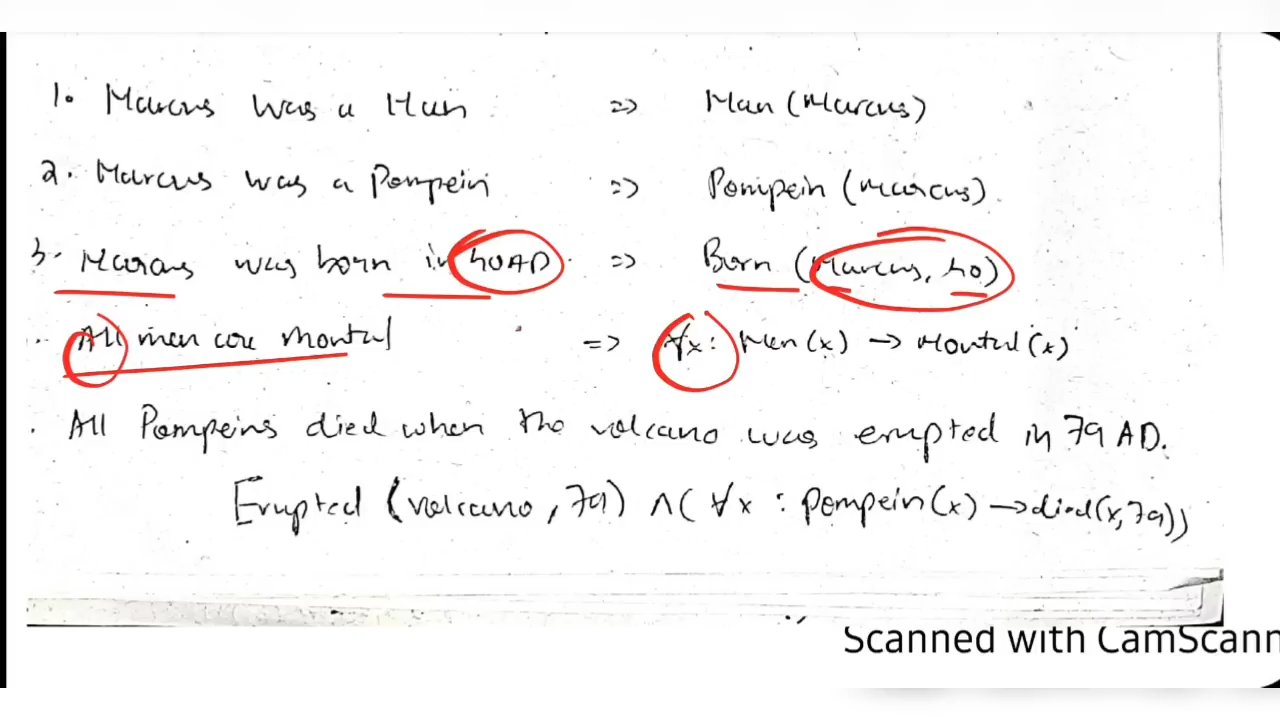 1. Marcus was a Man => Man (Marcus)
2. Marcus was a Pompein => Pompein (Marcus).
3. Marcus was born in 40AD. => Born (Marcus, 40)
. All men are Mortal => ∀x: Men (x) → Mortal (x)
. All Pompeins died when the volcano was erupted in 79 AD.
Erupted (volcano, 79) ∧ ( ∀x : pompein(x) → died(x, 79))
Scanned with CamScann